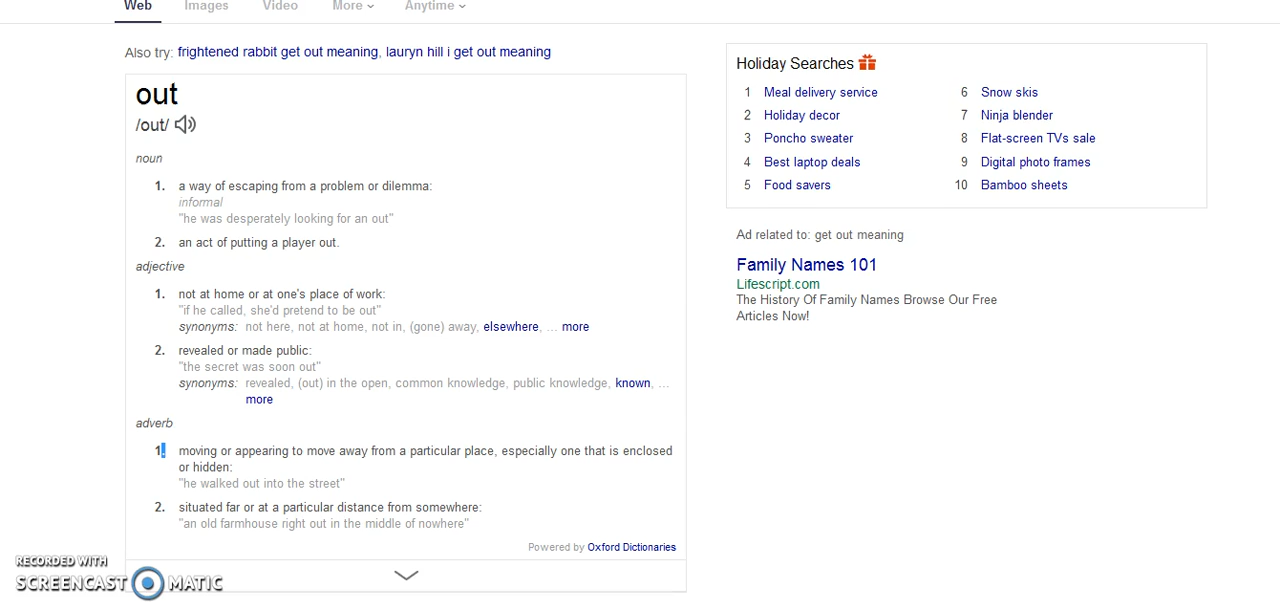 Web Images Video More Anytime
Also try: frightened rabbit get out meaning, lauryn hill i get out meaning
out
/out/
noun
1. a way of escaping from a problem or dilemma:
informal
"he was desperately looking for an out"
2. an act of putting a player out.
adjective
1. not at home or at one's place of work:
"if he called, she'd pretend to be out"
synonyms: not here, not at home, not in, (gone) away, elsewhere, ... more
2. revealed or made public:
"the secret was soon out"
synonyms: revealed, (out) in the open, common knowledge, public knowledge, known, ...
more
adverb
1. moving or appearing to move away from a particular place, especially one that is enclosed
or hidden:
"he walked out into the street"
2. situated far or at a particular distance from somewhere:
"an old farmhouse right out in the middle of nowhere"
Powered by Oxford Dictionaries
Holiday Searches
1 Meal delivery service
2 Holiday decor
3 Poncho sweater
4 Best laptop deals
5 Food savers
6 Snow skis
7 Ninja blender
8 Flat-screen TVs sale
9 Digital photo frames
10 Bamboo sheets
Ad related to: get out meaning
Family Names 101
Lifescript.com
The History Of Family Names Browse Our Free
Articles Now!
RECORDED WITH
SCREENCAST MATIC